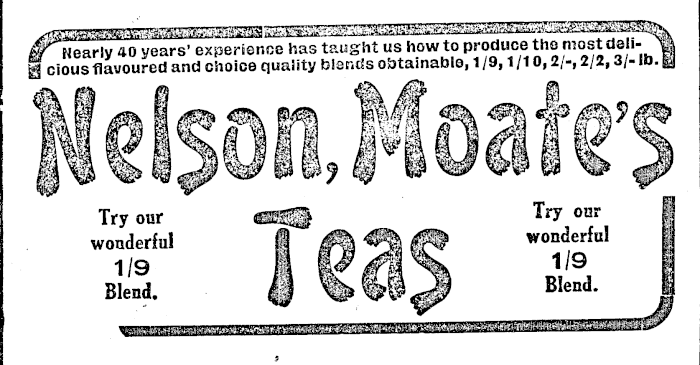 Nearly 40 years' experience has taught us how to produce the most deli-
cious flavoured and choice quality blends obtainable, 1/9, 1/10, 2/-, 2/2, 3/- lb.
Nelson, Moate's
Teas
Try our
wonderful
1/9
Blend.
Try our
wonderful
1/9
Blend.